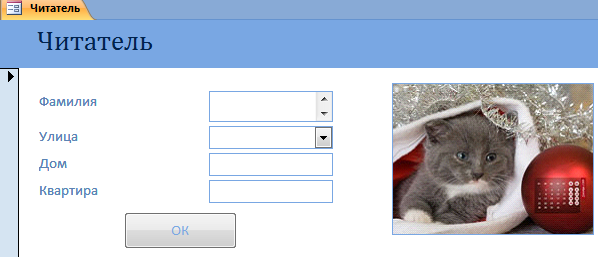 Читатель
Читатель
Фамилия
Улица
Дом
Квартира
ОК